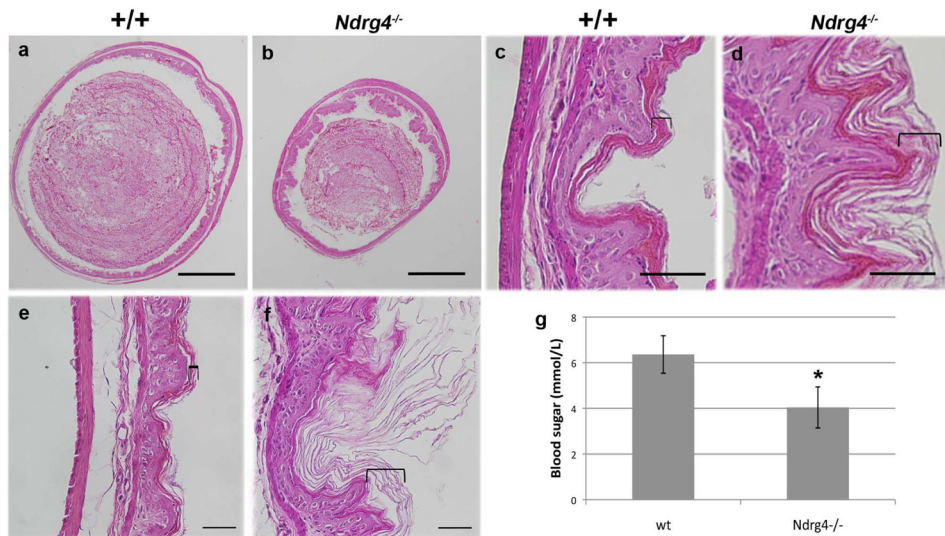 +/+
Ndrg4-/-
+/+
Ndrg4-/-
a
b
c
d
e
f
g
Blood sugar (mmol/L)
8
6
4
2
0
*
wt
Ndrg4-/-